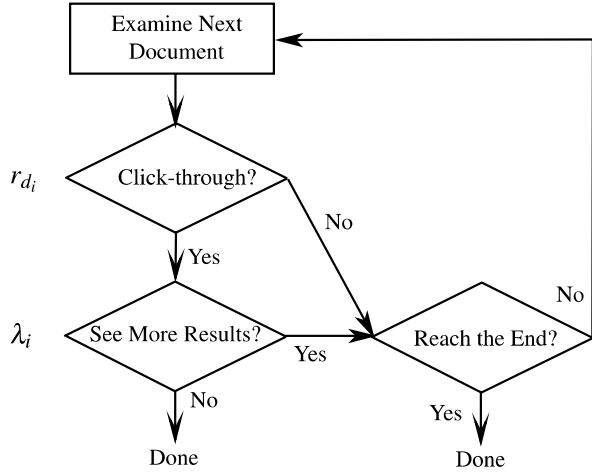 Examine Next
Document
r_{d_i}
Click-through?
No
Yes
λ_i
See More Results?
Yes
Reach the End?
No
No
Yes
Done
Done